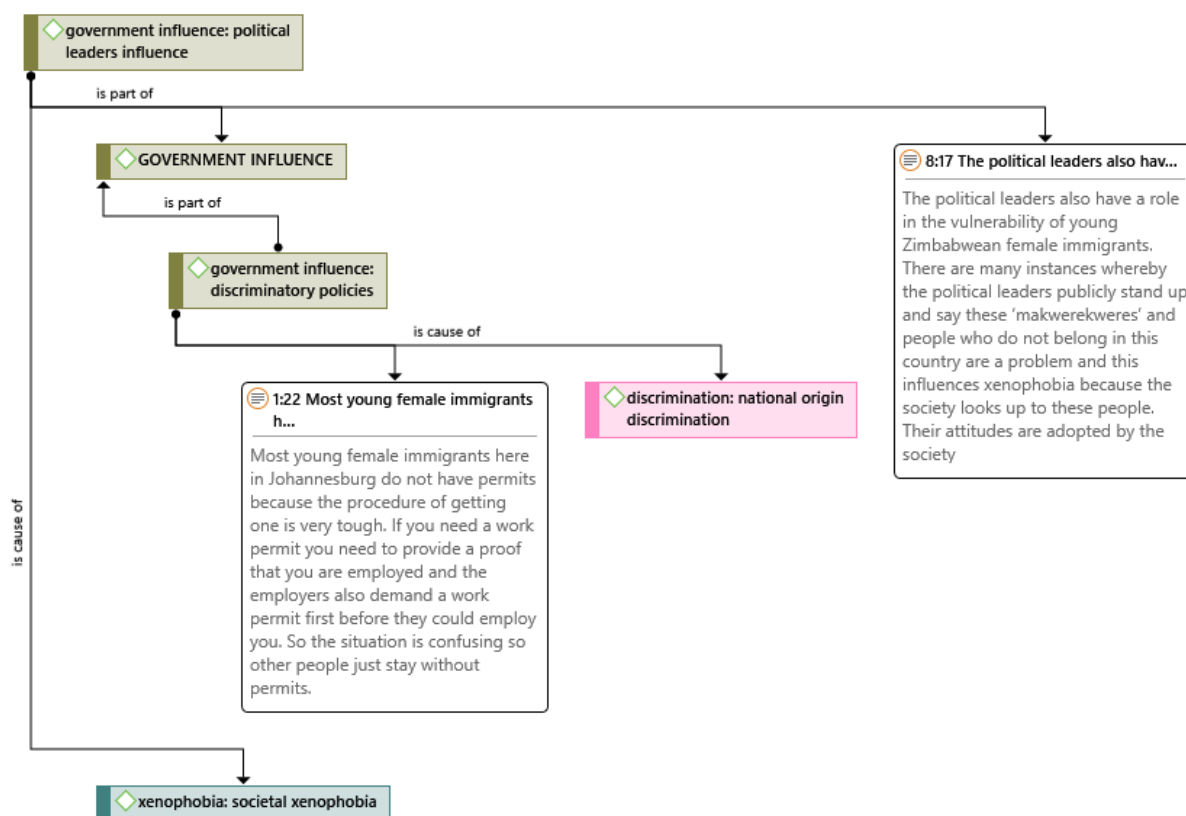 government influence: political
leaders influence
is part of
GOVERNMENT INFLUENCE
is part of
government influence:
discriminatory policies
is cause of
1:22 Most young female immigrants
h...
Most young female immigrants here
in Johannesburg do not have permits
because the procedure of getting
one is very tough. If you need a work
permit you need to provide a proof
that you are employed and the
employers also demand a work
permit first before they could employ
you. So the situation is confusing so
other people just stay without
permits.
discrimination: national origin
discrimination
8:17 The political leaders also hav...
The political leaders also have a role
in the vulnerability of young
Zimbabwean female immigrants.
There are many instances whereby
the political leaders publicly stand up
and say these ‘makwerekweres’ and
people who do not belong in this
country are a problem and this
influences xenophobia because the
society looks up to these people.
Their attitudes are adopted by the
society
is cause of
xenophobia: societal xenophobia